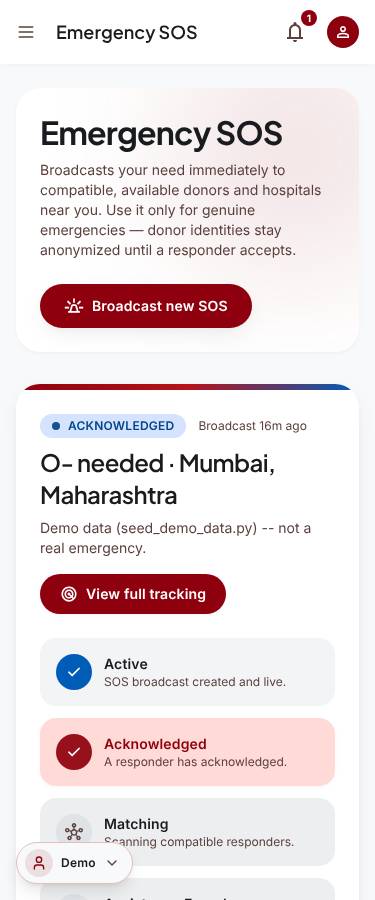 Emergency SOS
1
Emergency SOS
Broadcasts your need immediately to
compatible, available donors and hospitals
near you. Use it only for genuine
emergencies — donor identities stay
anonymized until a responder accepts.
Broadcast new SOS
ACKNOWLEDGED
Broadcast 16m ago
O- needed · Mumbai,
Maharashtra
Demo data (seed_demo_data.py) -- not a
real emergency.
View full tracking
Active
SOS broadcast created and live.
Acknowledged
A responder has acknowledged.
Matching
Scanning compatible responders.
Demo